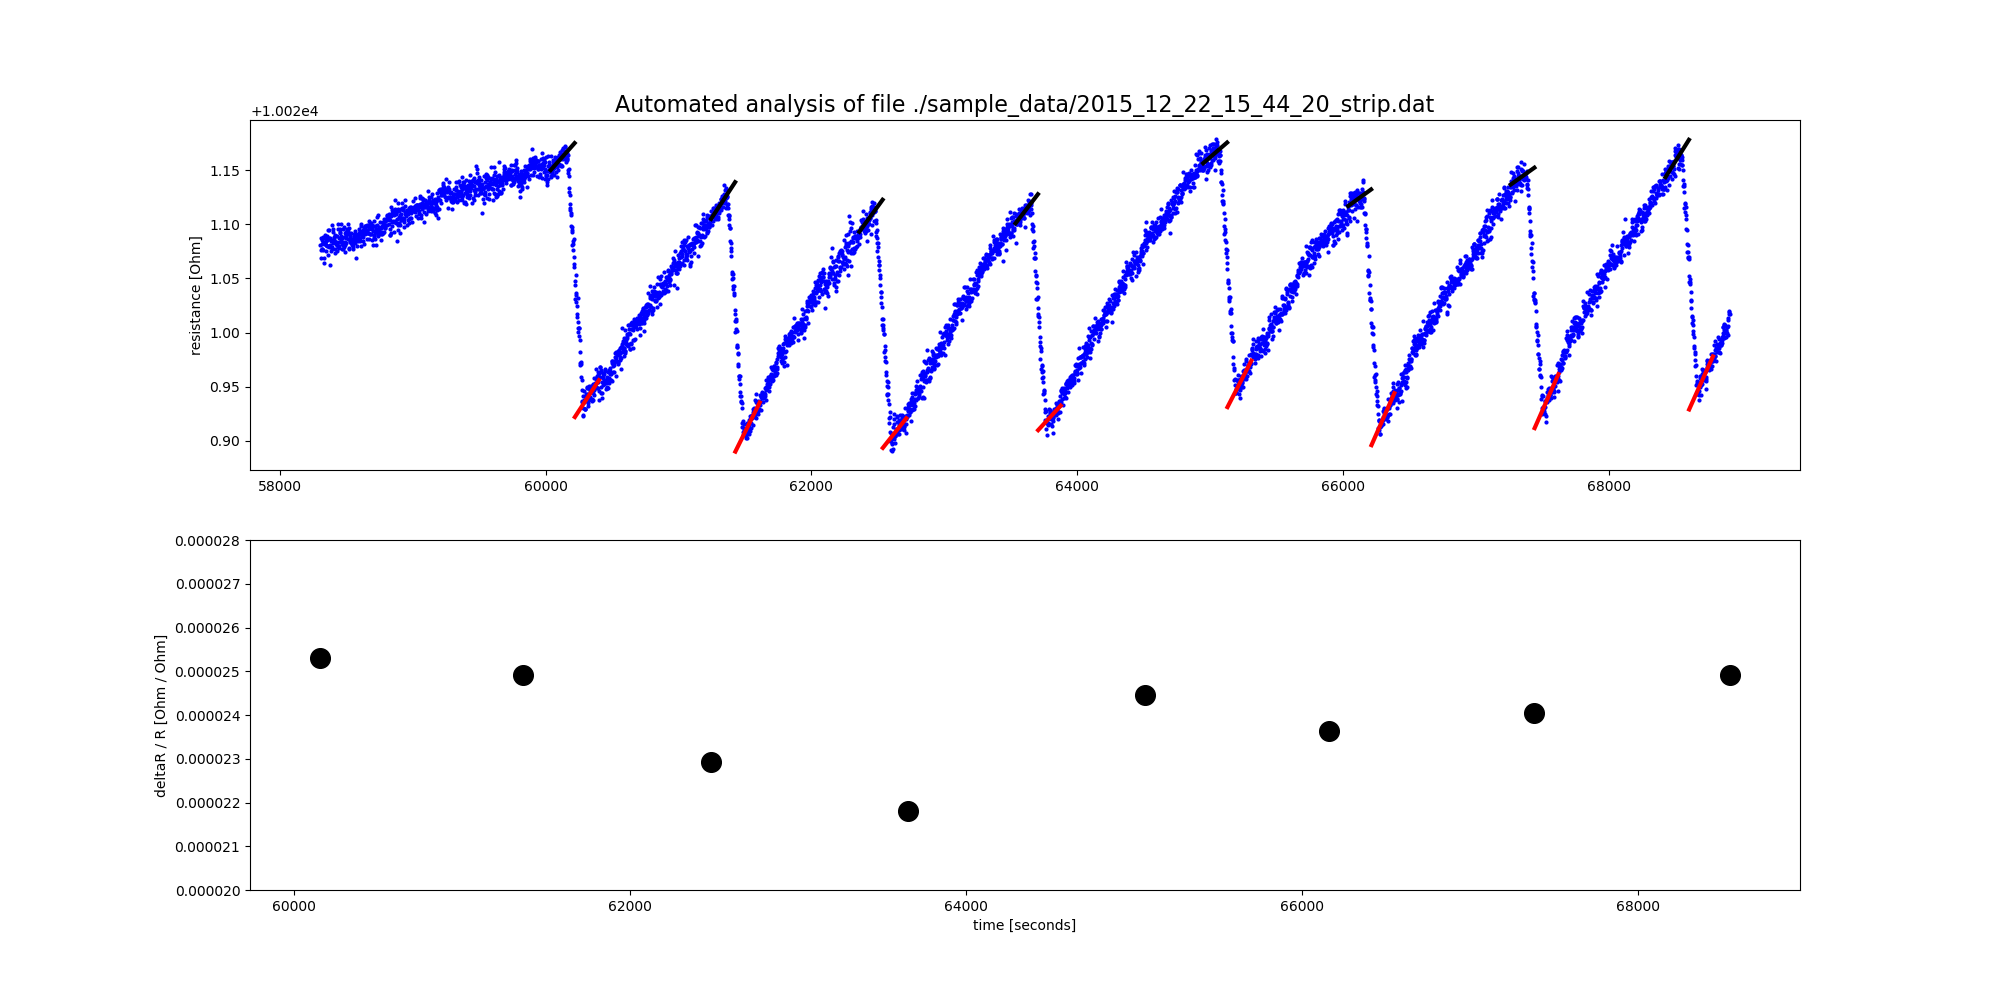 Automated analysis of file ./sample_data/2015_12_22_15_44_20_strip.dat
+1.002e4
resistance [Ohm]
1.15
1.10
1.05
1.00
0.95
0.90
58000 60000 62000 64000 66000 68000
deltaR / R [Ohm / Ohm]
0.000028
0.000027
0.000026
0.000025
0.000024
0.000023
0.000022
0.000021
0.000020
60000 62000 64000 66000 68000
time [seconds]